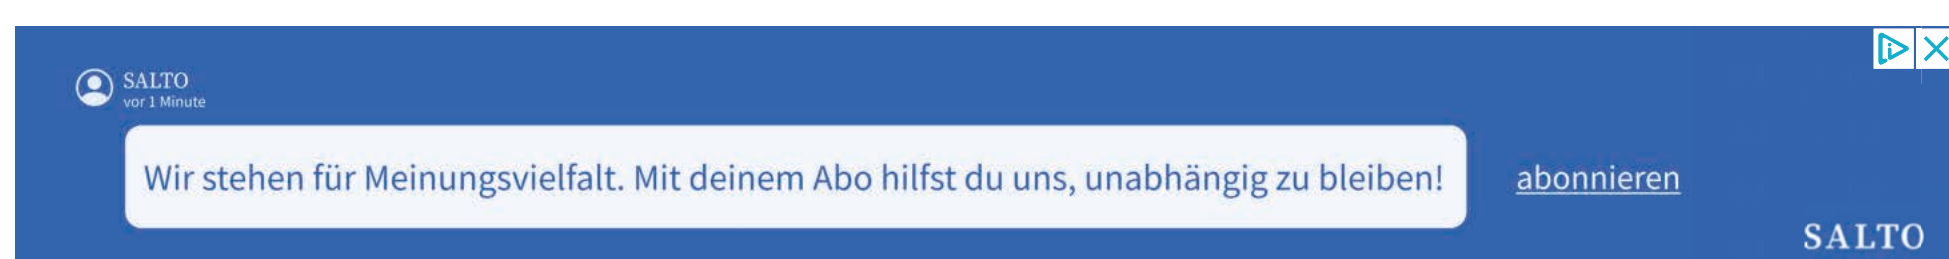 SALTO
vor 1 Minute
Wir stehen für Meinungsvielfalt. Mit deinem Abo hilfst du uns, unabhängig zu bleiben!
abonnieren
SALTO